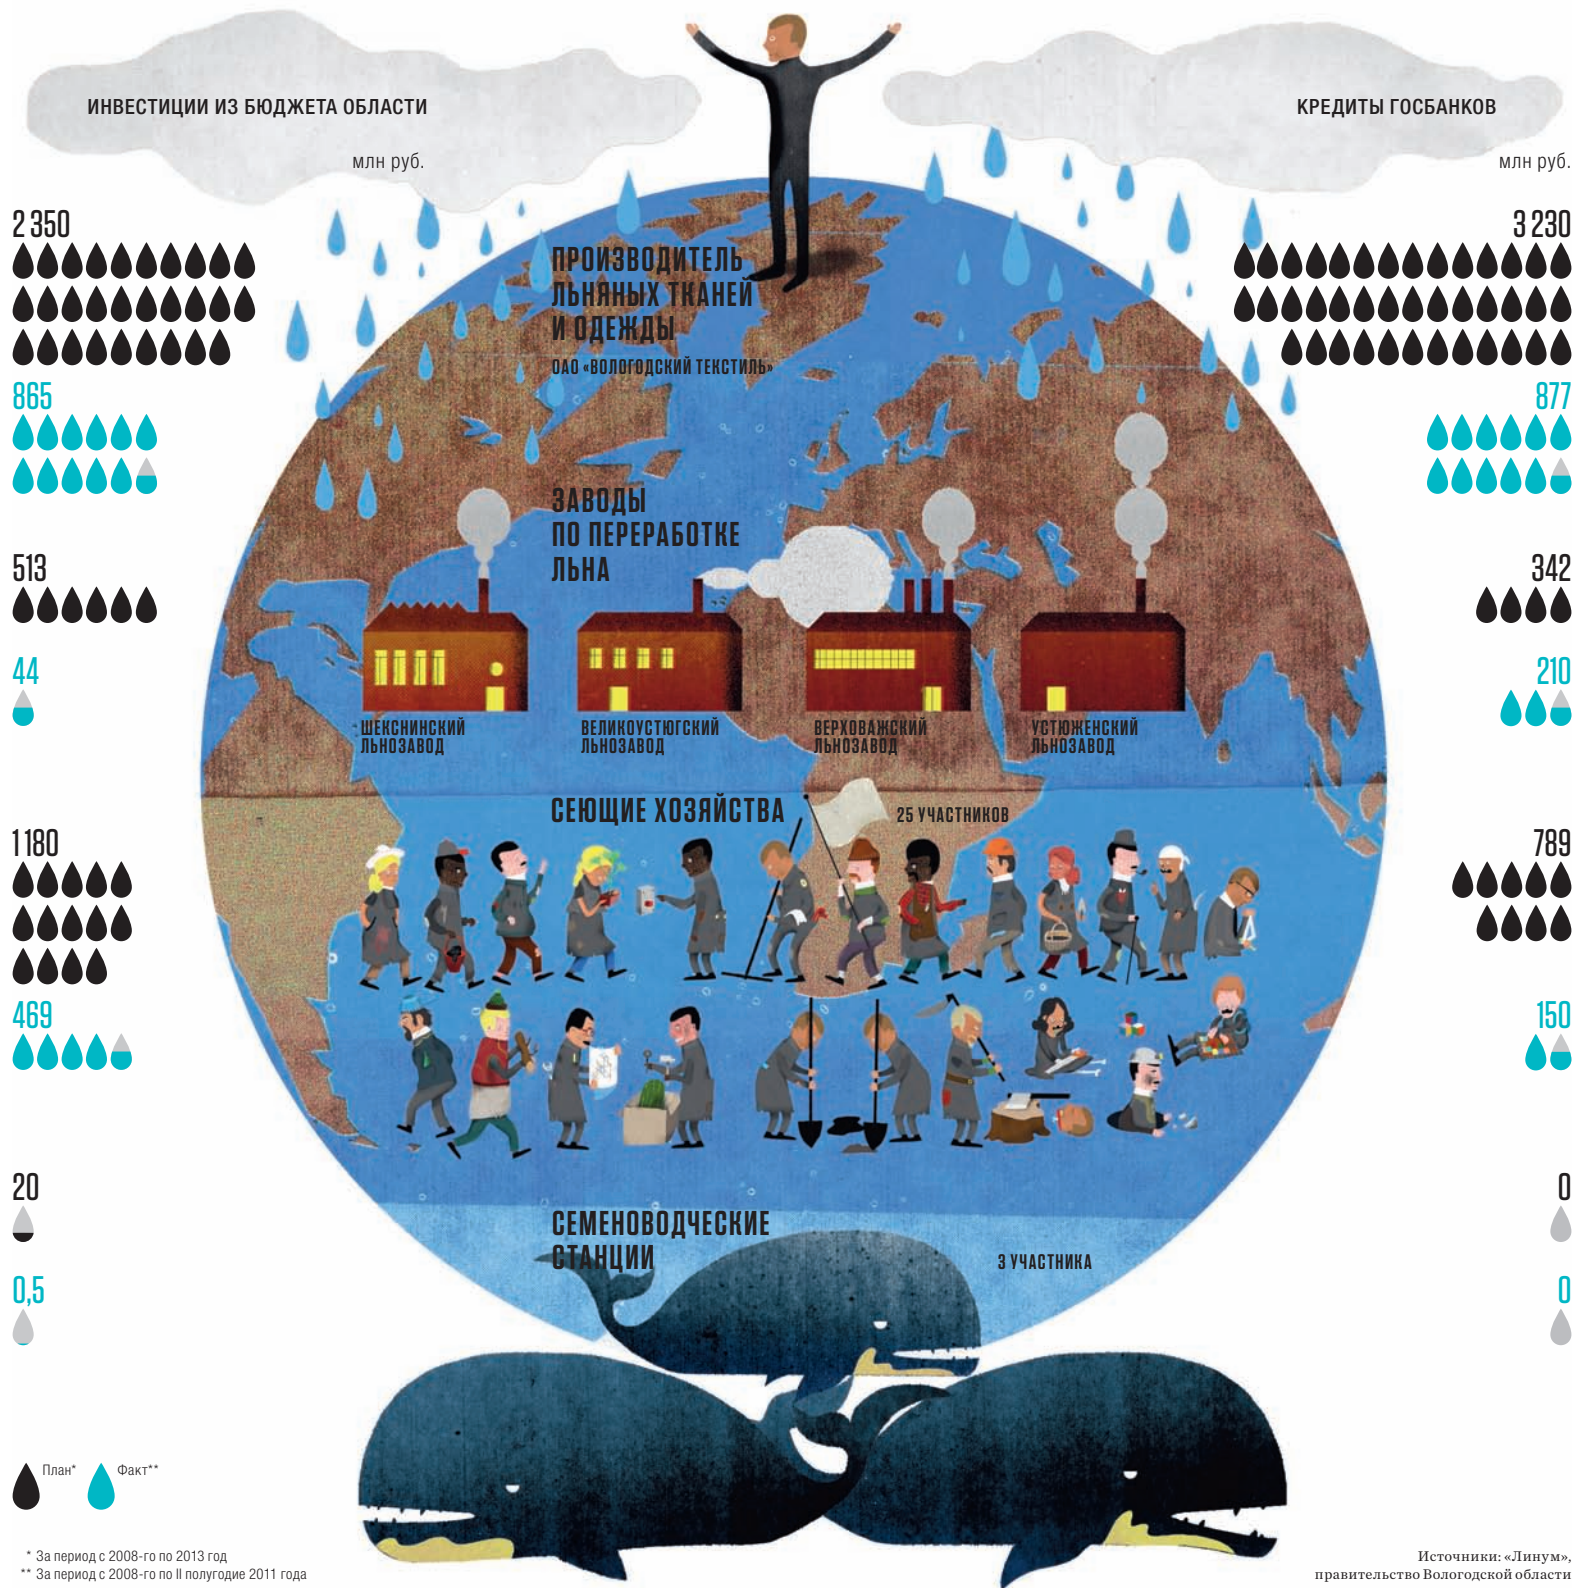 ИНВЕСТИЦИИ ИЗ БЮДЖЕТА ОБЛАСТИ
млн руб.
КРЕДИТЫ ГОСБАНКОВ
млн руб.
2 350
3 230
ПРОИЗВОДИТЕЛЬ
ЛЬНЯНЫХ ТКАНЕЙ
И ОДЕЖДЫ
ОАО «ВОЛОГОДСКИЙ ТЕКСТИЛЬ»
865
877
ЗАВОДЫ
ПО ПЕРЕРАБОТКЕ
ЛЬНА
513
342
44
210
ШЕКСНИНСКИЙ
ЛЬНОЗАВОД
ВЕЛИКОУСТЮГСКИЙ
ЛЬНОЗАВОД
ВЕРХОВАЖСКИЙ
ЛЬНОЗАВОД
УСТЮЖЕНСКИЙ
ЛЬНОЗАВОД
СЕЮЩИЕ ХОЗЯЙСТВА
25 УЧАСТНИКОВ
1 180
789
469
150
20
0
СЕМЕНОВОДЧЕСКИЕ
СТАНЦИИ
3 УЧАСТНИКА
0,5
0
План*
Факт**
* За период с 2008-го по 2013 год
** За период с 2008-го по II полугодие 2011 года
Источники: «Линум»,
правительство Вологодской области